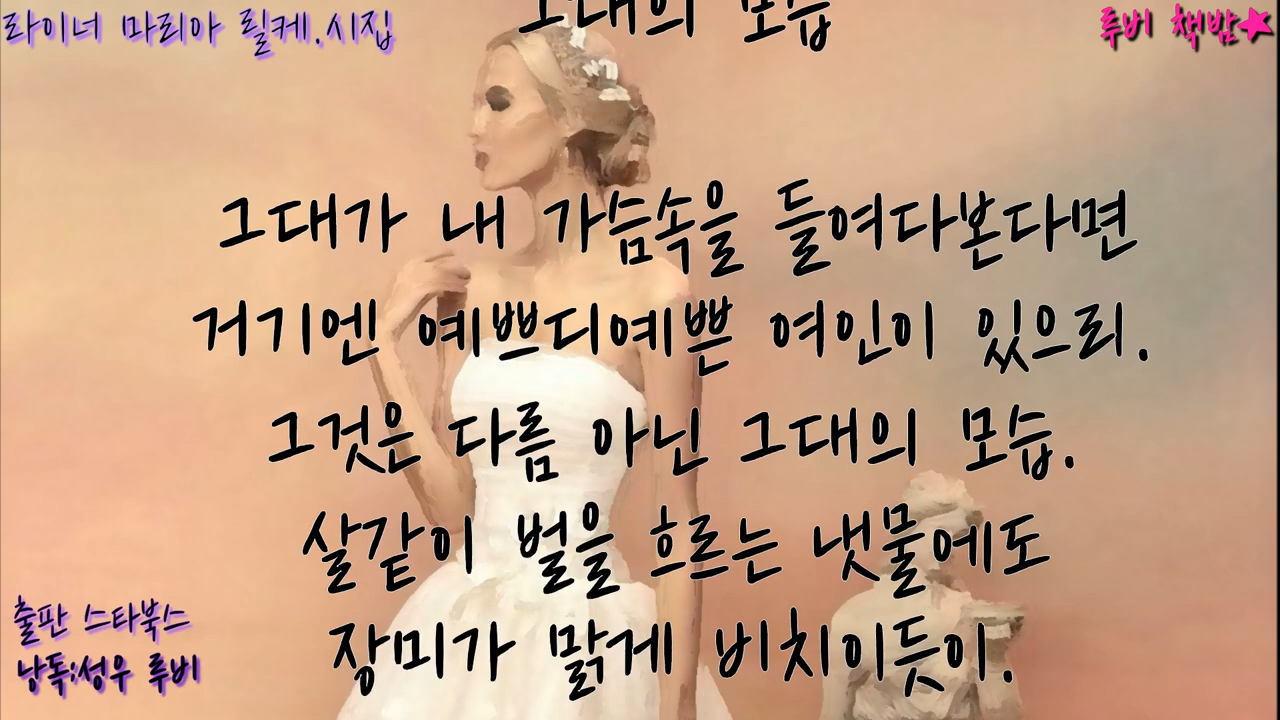 라이너 마리아 릴케.시집
루비 책밤★
그대의 모습
그대가 내 가슴속을 들여다본다면
거기엔 예쁘디예쁜 여인이 있으리.
그것은 다름 아닌 그대의 모습.
살같이 벌을 흐르는 냇물에도
장미가 맑게 비치이듯이.
출판 스타북스
낭독:성우 루비